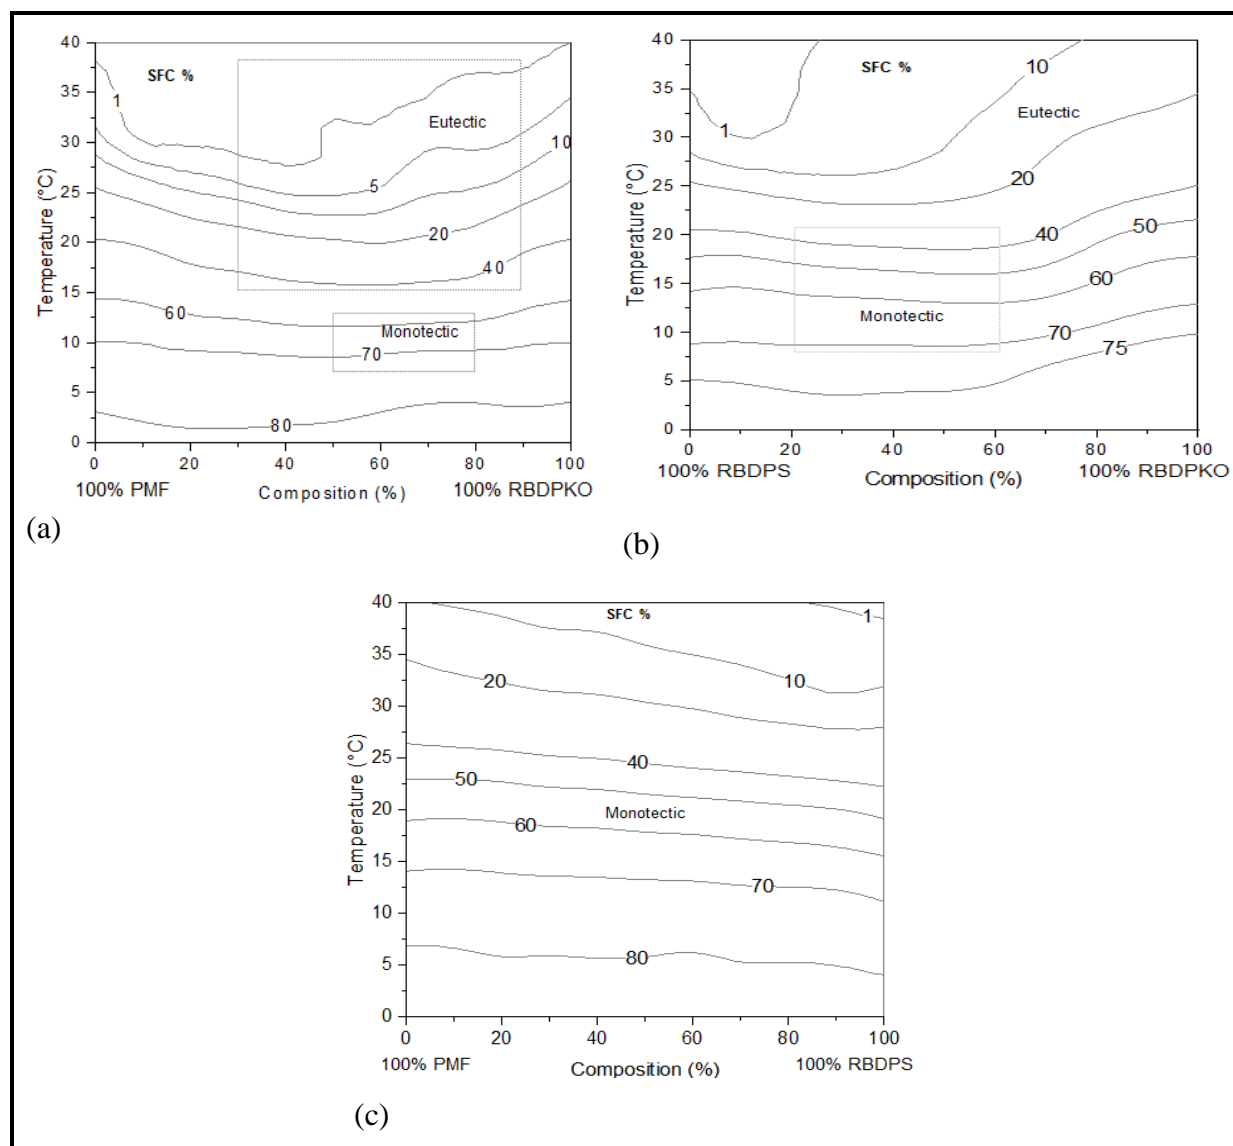 40
35
30
25
20
15
10
5
0
Temperature (°C)
SFC %
1
Eutectic
10
5
20
40
60
Monotectic
70
80
0 20 40 60 80 100
100% PMF Composition (%) 100% RBDPKO
(a)
40
35
30
25
20
15
10
5
0
Temperature (°C)
SFC %
10
1
Eutectic
20
40
50
60
Monotectic
70
75
0 20 40 60 80 100
100% RBDPS Composition (%) 100% RBDPKO
(b)
40
35
30
25
20
15
10
5
0
Temperature (°C)
SFC %
1
20
10
40
50
Monotectic
60
70
80
0 20 40 60 80 100
100% PMF Composition (%) 100% RBDPS
(c)